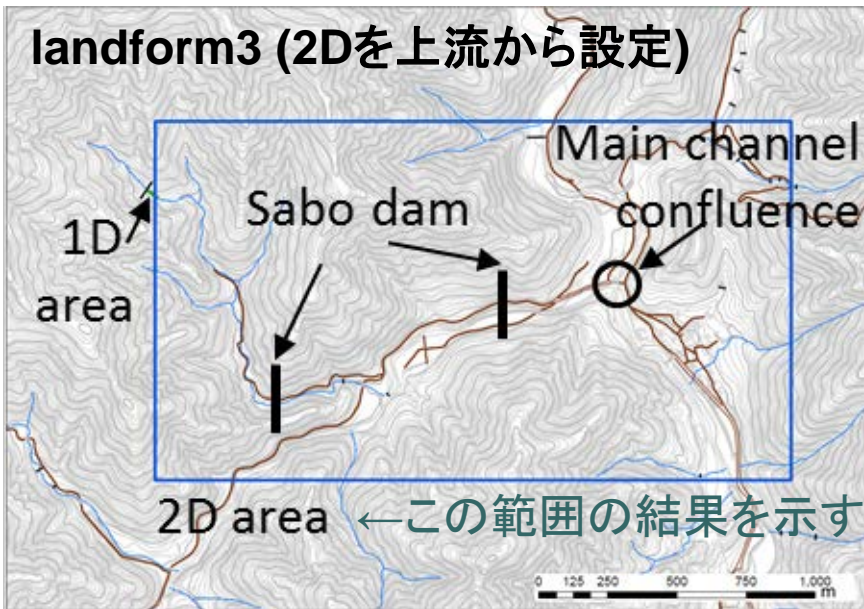 landform3 (2Dを上流から設定)
Main channel
confluence
Sabo dam
1D
area
2D area ←この範囲の結果を示す
0 125 250 500 750 1,000
m